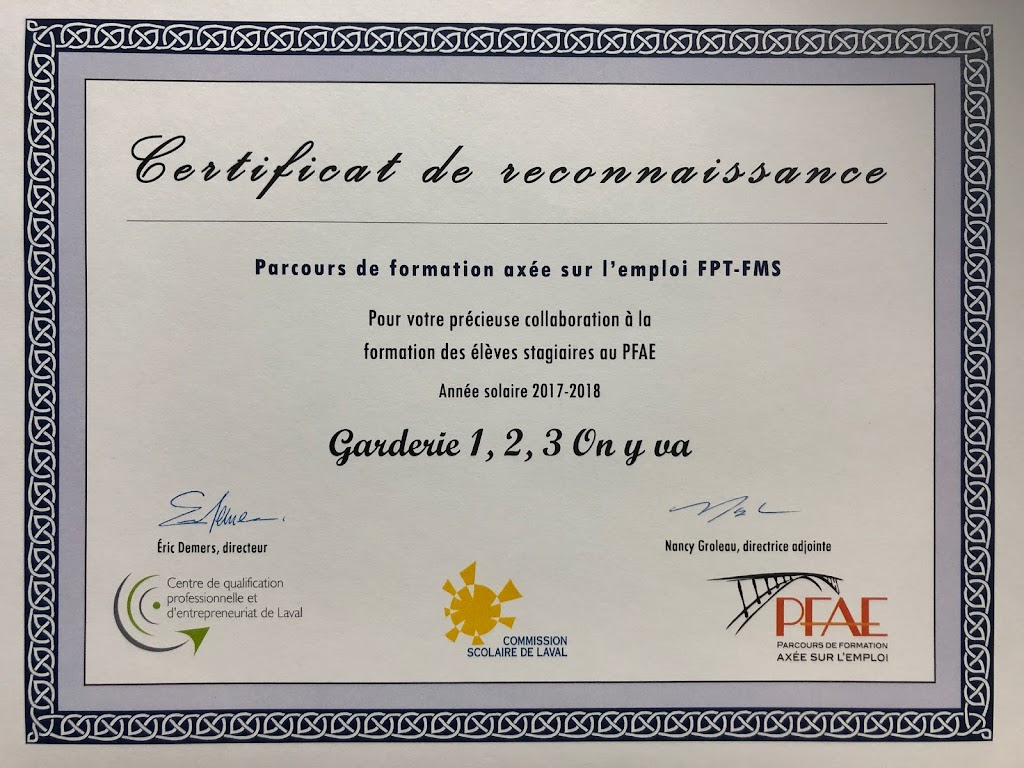 Certificat de reconnaissance
Parcours de formation axée sur l'emploi FPT-FMS
Pour votre précieuse collaboration à la
formation des élèves stagiaires au PFAE
Année solaire 2017-2018
Garderie 1, 2, 3 On y va
Éric Demers, directeur
Nancy Groleau, directrice adjointe
Centre de qualification
professionnelle et
d'entrepreneuriat de Laval
COMMISSION
SCOLAIRE DE LAVAL
PFAE
PARCOURS DE FORMATION
AXÉE SUR L'EMPLOI